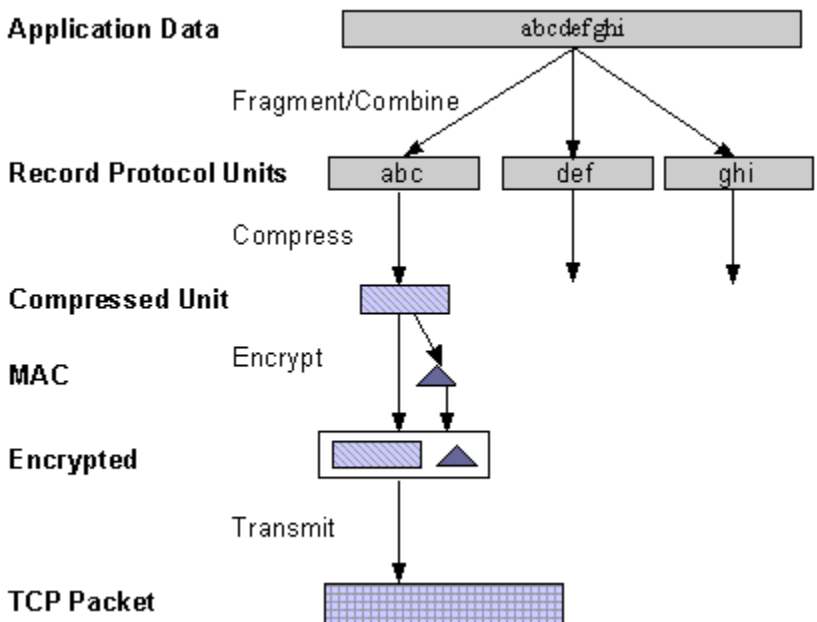 Application Data
abcdefghi
Fragment/Combine
Record Protocol Units
abc
def
ghi
Compress
Compressed Unit
Encrypt
MAC
Encrypted
Transmit
TCP Packet